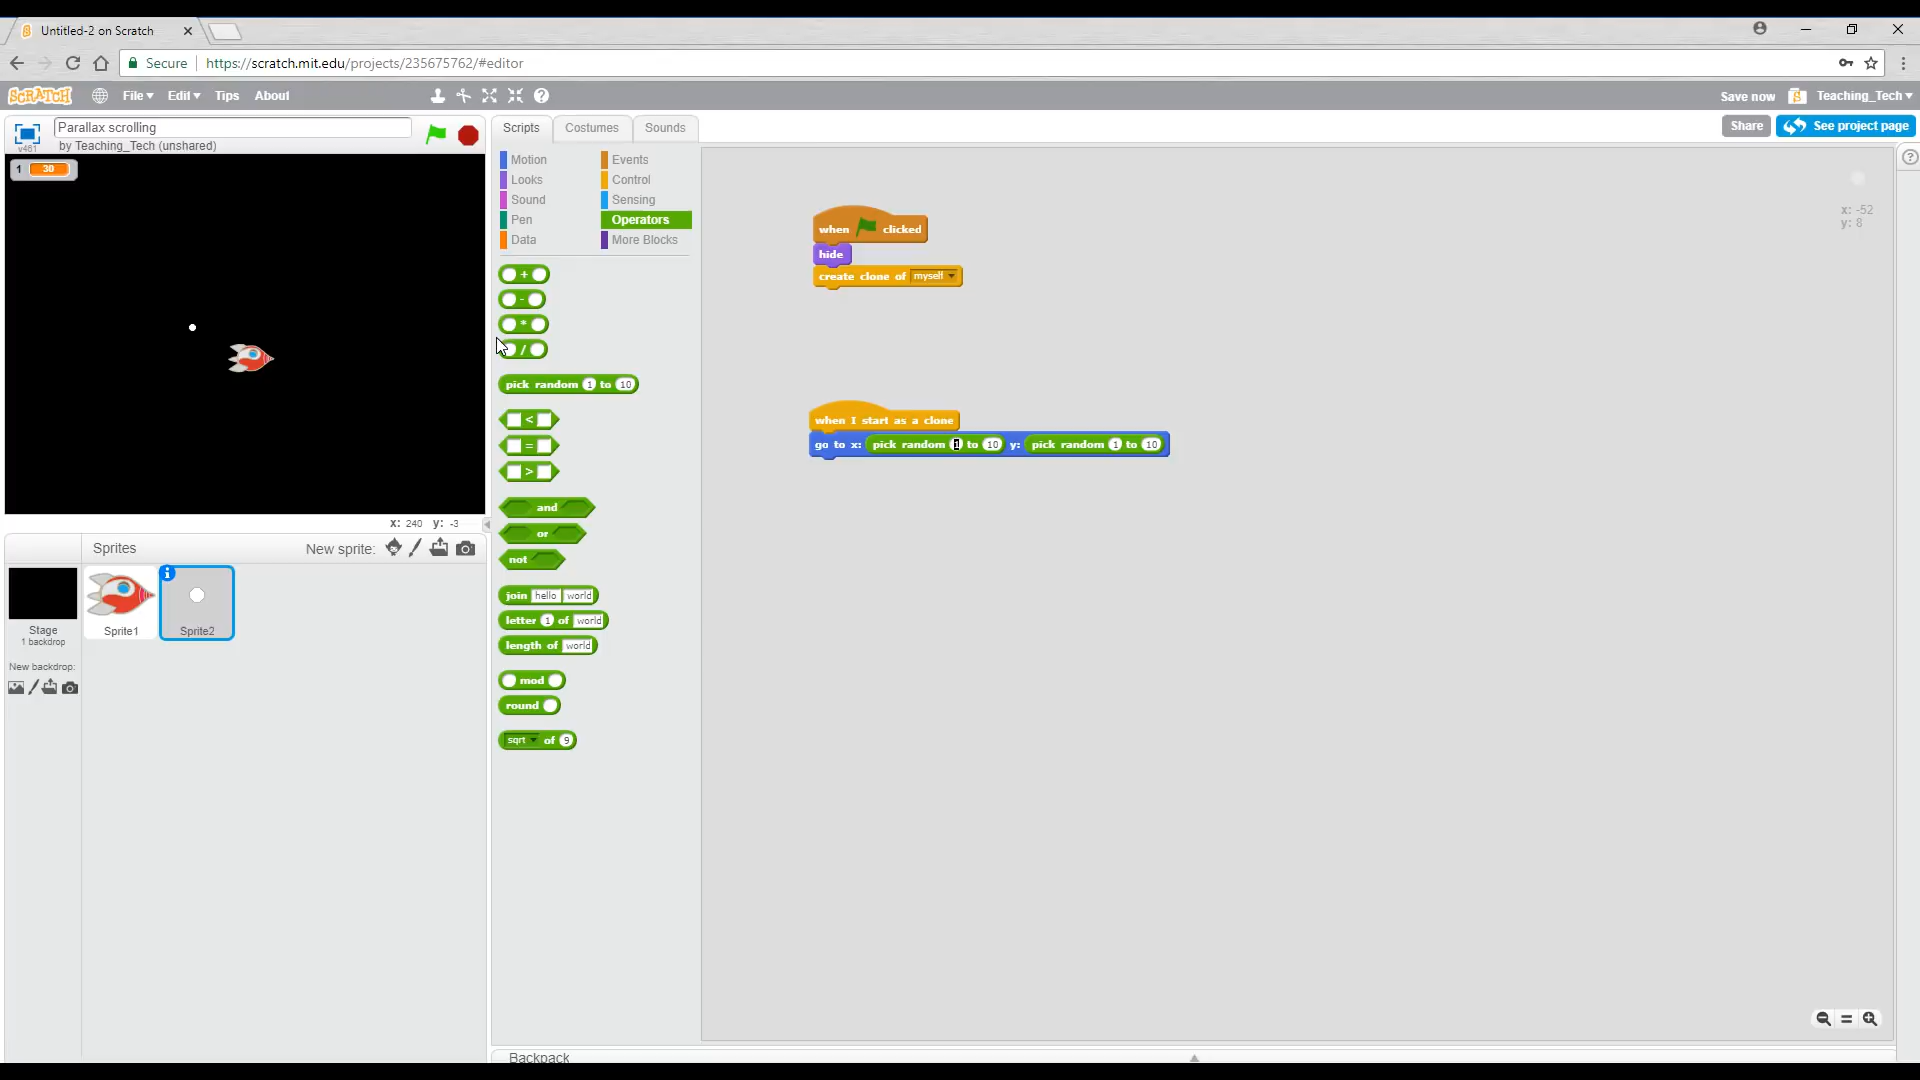 Untitled-2 on Scratch
Secure https://scratch.mit.edu/projects/235675762/#editor
SCRATCH File Edit Tips About Save now Teaching_Tech
Parallax scrolling
by Teaching_Tech (unshared)
v461
Scripts Costumes Sounds
Share See project page
1 30
Motion Events
Looks Control
Sound Sensing
Pen Operators
Data More Blocks
+
-
*
/
pick random 1 to 10
<
=
>
and
or
not
join hello world
letter 1 of world
length of world
mod
round
sqrt of 9
when clicked
hide
create clone of myself
when I start as a clone
go to x: pick random 1 to 10 y: pick random 1 to 10
x: -52
y: 8
x: 240 y: -3
Sprites New sprite:
Stage
1 backdrop
New backdrop:
Sprite1
Sprite2
Backpack